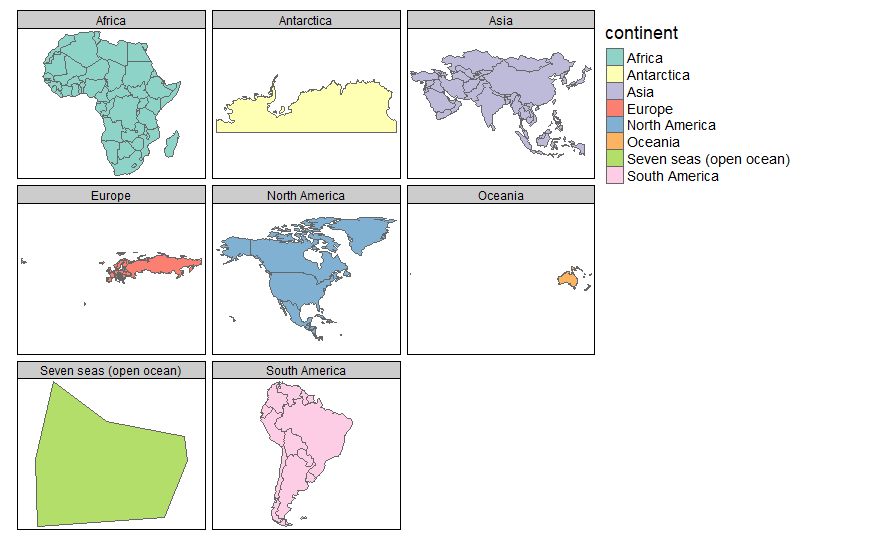 Africa
Antarctica
Asia
continent
Africa
Antarctica
Asia
Europe
North America
Oceania
Seven seas (open ocean)
South America
Europe
North America
Oceania
Seven seas (open ocean)
South America